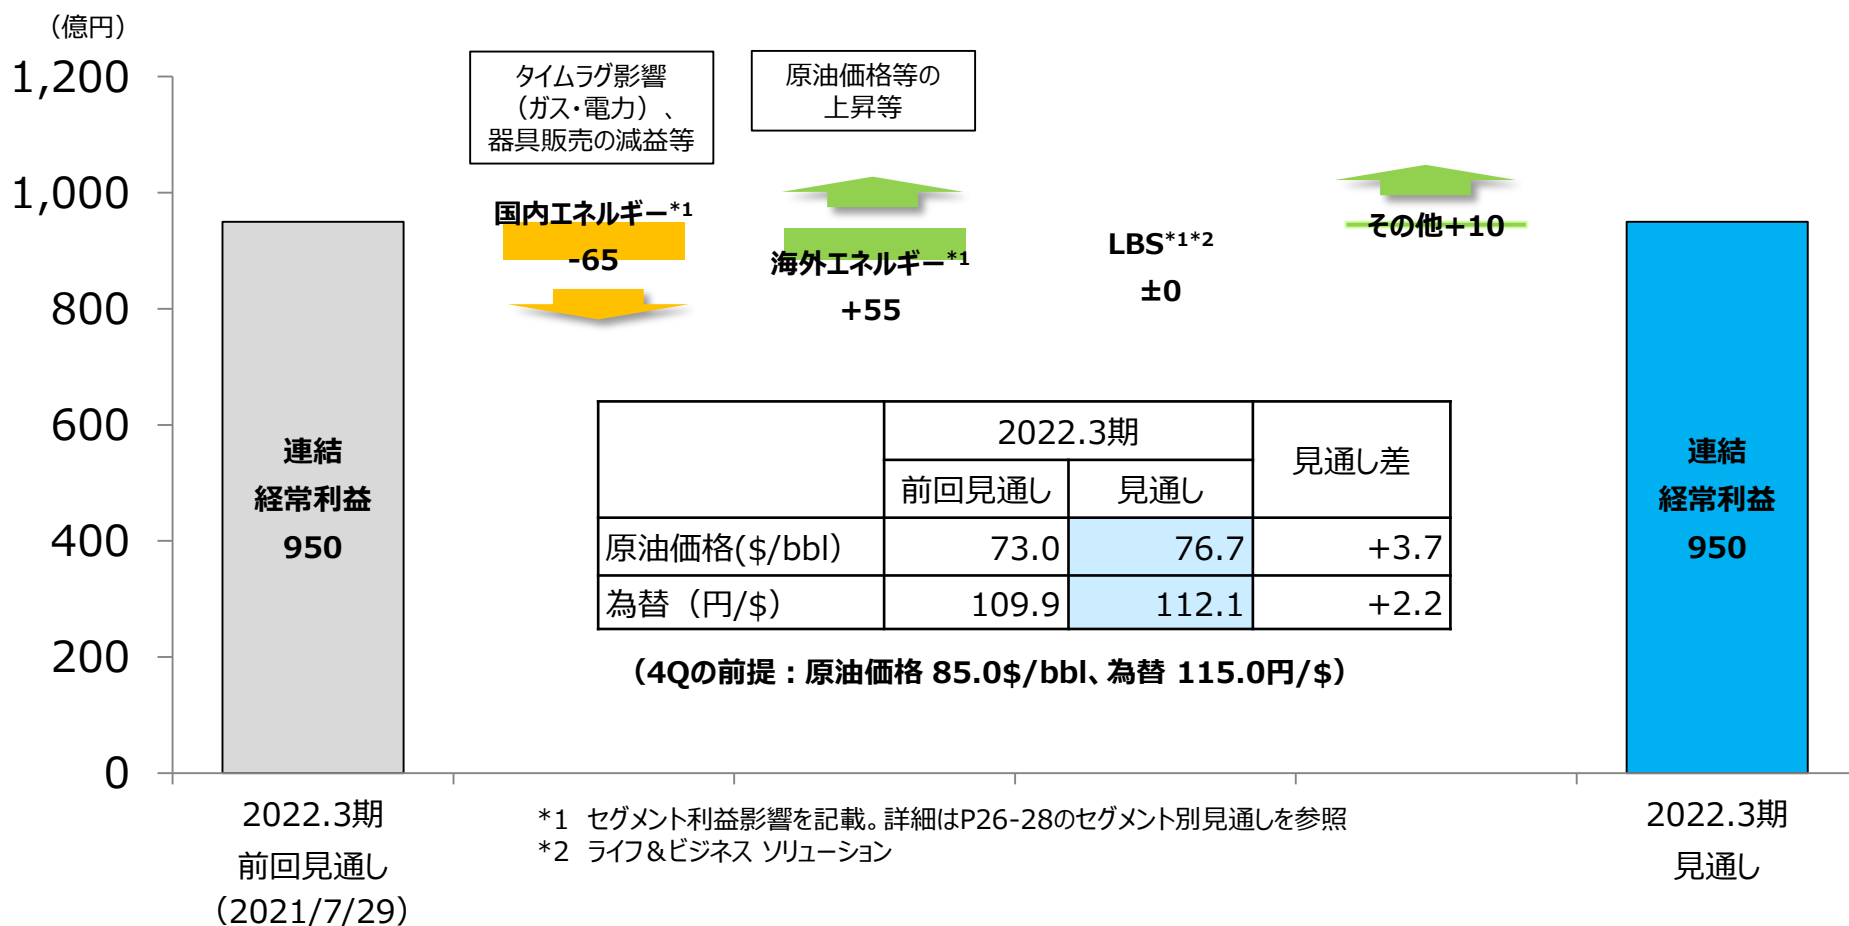 （億円）
1,200
1,000
800
600
400
200
0
タイムラグ影響
（ガス・電力）、
器具販売の減益等
原油価格等の
上昇等
国内エネルギー*1
-65
海外エネルギー*1
+55
LBS*1*2
±0
その他+10
連結
経常利益
950
連結
経常利益
950
2022.3期
見通し差
前回見通し 見通し
原油価格($/bbl） 73.0 76.7 +3.7
為替（円/$） 109.9 112.1 +2.2
（4Qの前提：原油価格 85.0$/bbl、為替 115.0円/$）
2022.3期
前回見通し
（2021/7/29）
*1 セグメント利益影響を記載。詳細はP26-28のセグメント別見通しを参照
*2 ライフ＆ビジネス ソリューション
2022.3期
見通し